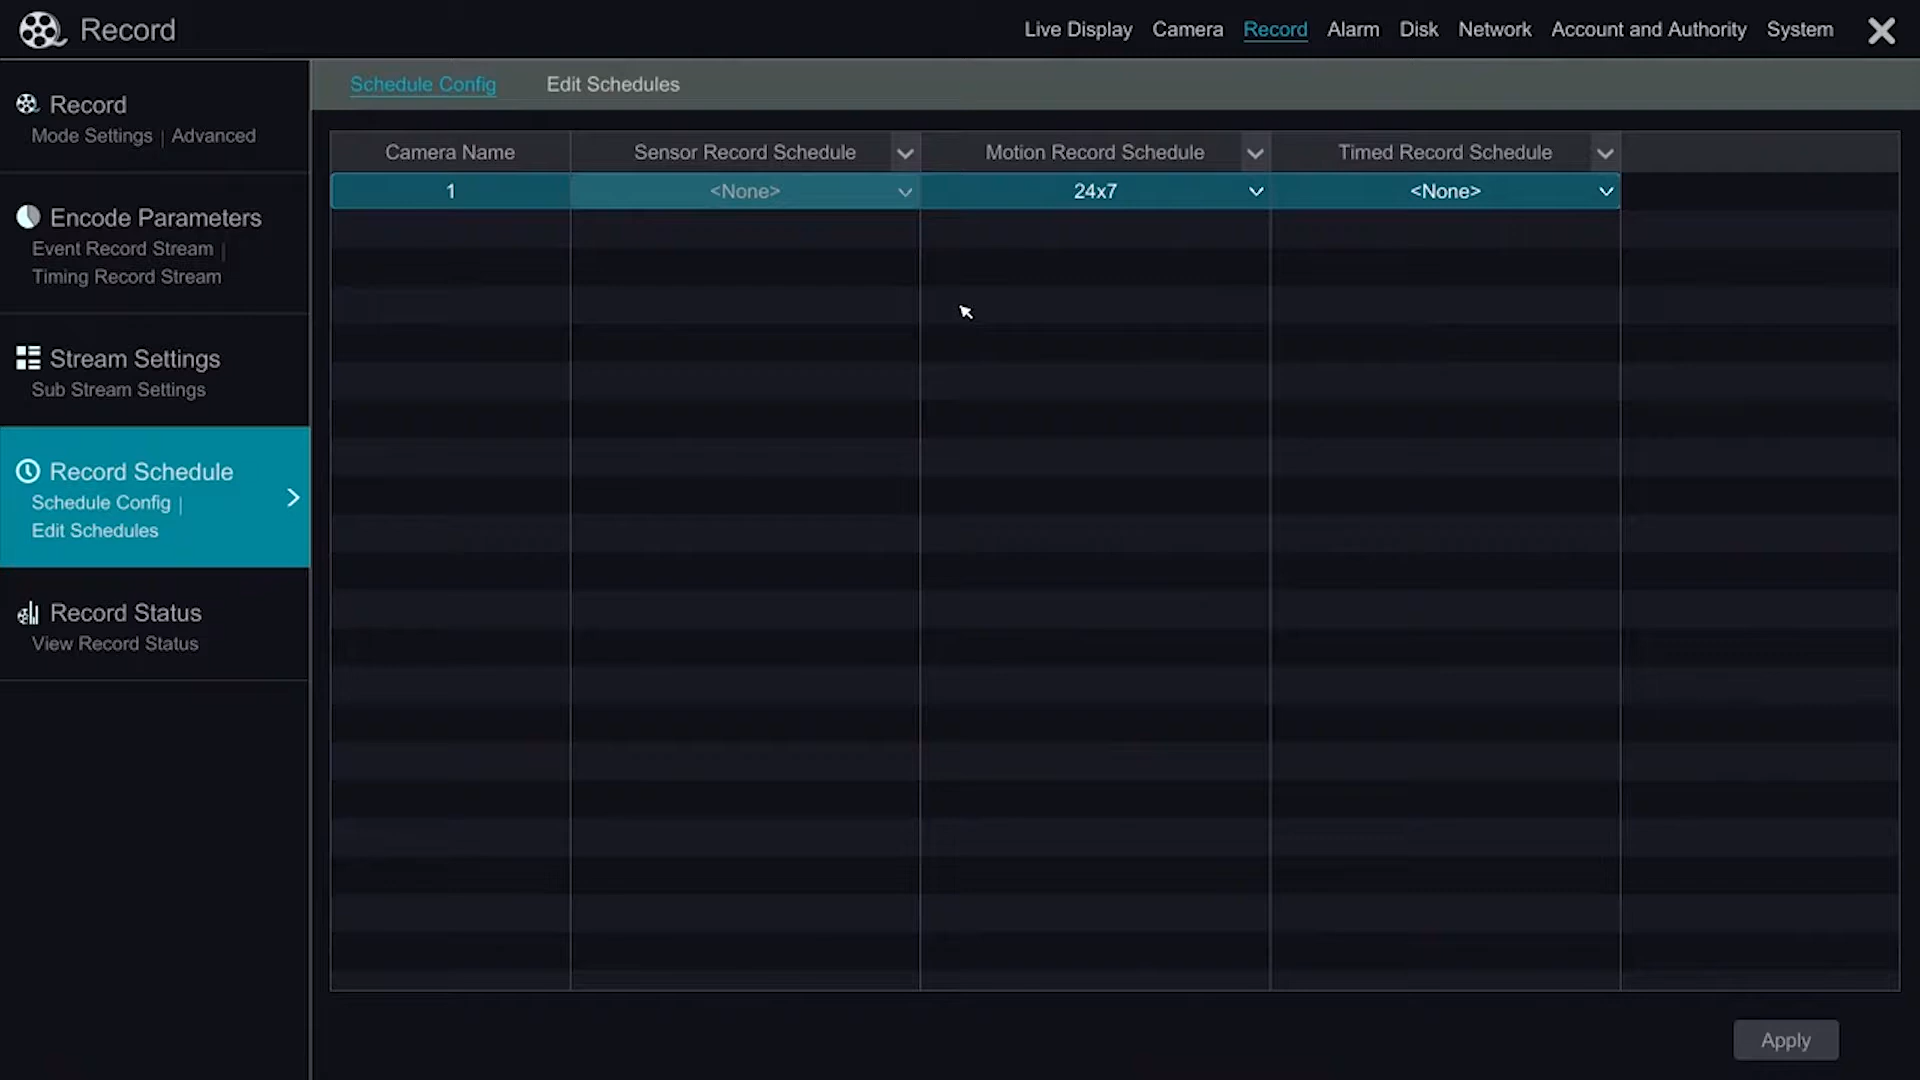 Record
Live Display Camera Record Alarm Disk Network Account and Authority System
Schedule Config Edit Schedules
Record
Mode Settings | Advanced
Encode Parameters
Event Record Stream |
Timing Record Stream
Stream Settings
Sub Stream Settings
Record Schedule
Schedule Config |
Edit Schedules
Record Status
View Record Status
Camera Name Sensor Record Schedule Motion Record Schedule Timed Record Schedule
1 <None> 24x7 <None>
Apply